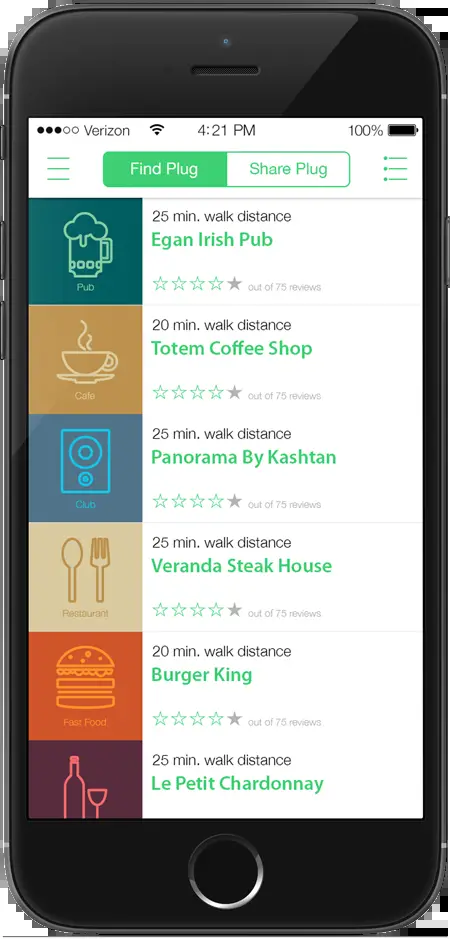 Verizon 4:21 PM 100%
Find Plug Share Plug
25 min. walk distance
Egan Irish Pub
Pub
out of 75 reviews
20 min. walk distance
Totem Coffee Shop
Cafe
out of 75 reviews
25 min. walk distance
Panorama By Kashtan
Club
out of 75 reviews
25 min. walk distance
Veranda Steak House
Restaurant
out of 75 reviews
20 min. walk distance
Burger King
Fast Food
out of 75 reviews
25 min. walk distance
Le Petit Chardonnay